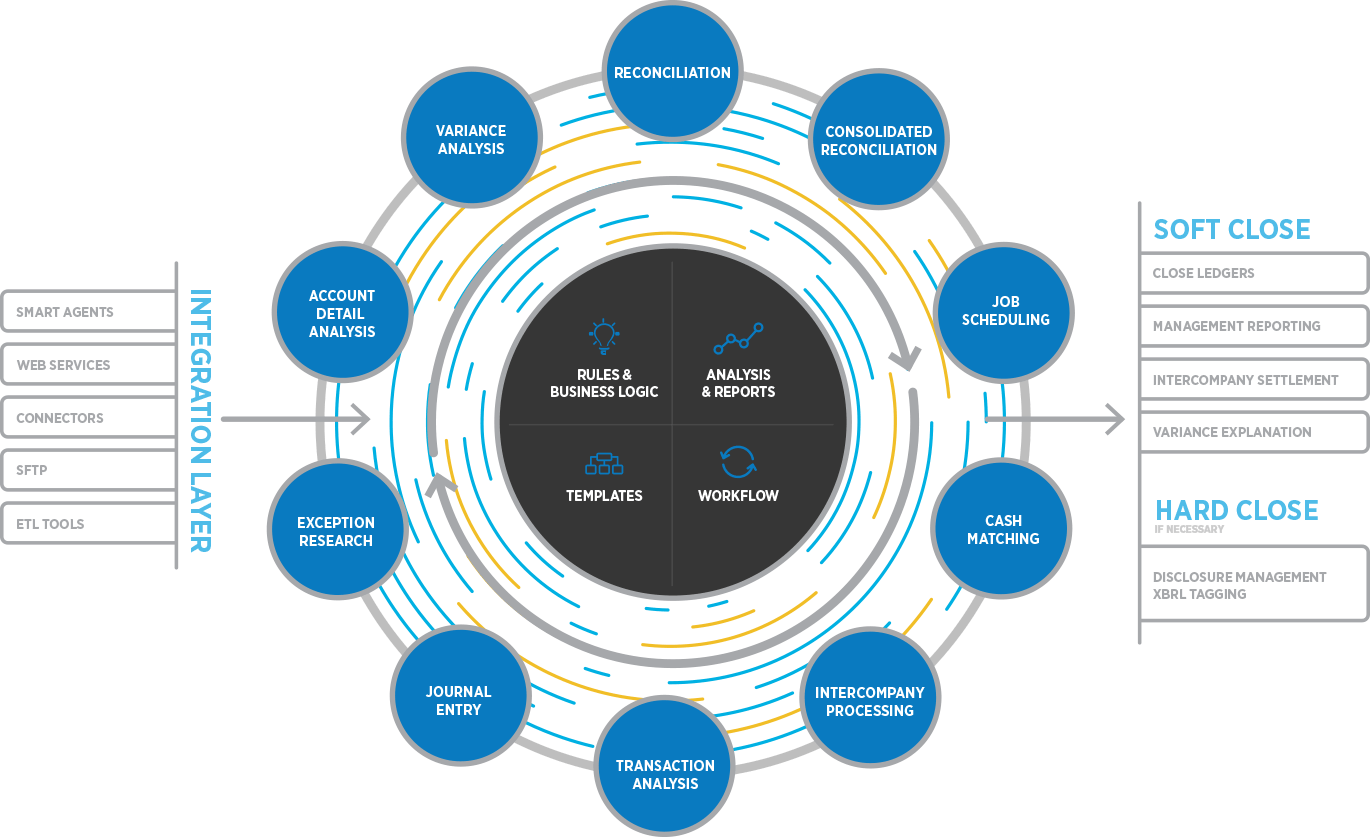 SMART AGENTS
WEB SERVICES
CONNECTORS
SFTP
ETL TOOLS
INTEGRATION LAYER
RECONCILIATION
CONSOLIDATED
RECONCILIATION
JOB
SCHEDULING
CASH
MATCHING
INTERCOMPANY
PROCESSING
TRANSACTION
ANALYSIS
JOURNAL
ENTRY
EXCEPTION
RESEARCH
ACCOUNT
DETAIL
ANALYSIS
VARIANCE
ANALYSIS
RULES &
BUSINESS LOGIC
ANALYSIS
& REPORTS
TEMPLATES
WORKFLOW
SOFT CLOSE
CLOSE LEDGERS
MANAGEMENT REPORTING
INTERCOMPANY SETTLEMENT
VARIANCE EXPLANATION
HARD CLOSE
IF NECESSARY
DISCLOSURE MANAGEMENT
XBRL TAGGING